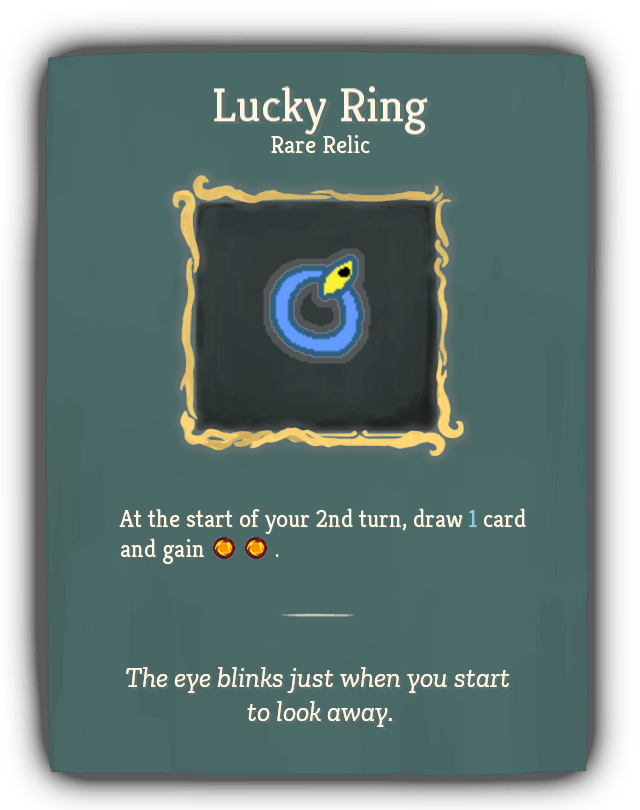 Lucky Ring
Rare Relic
At the start of your 2nd turn, draw 1 card
and gain .
The eye blinks just when you start
to look away.